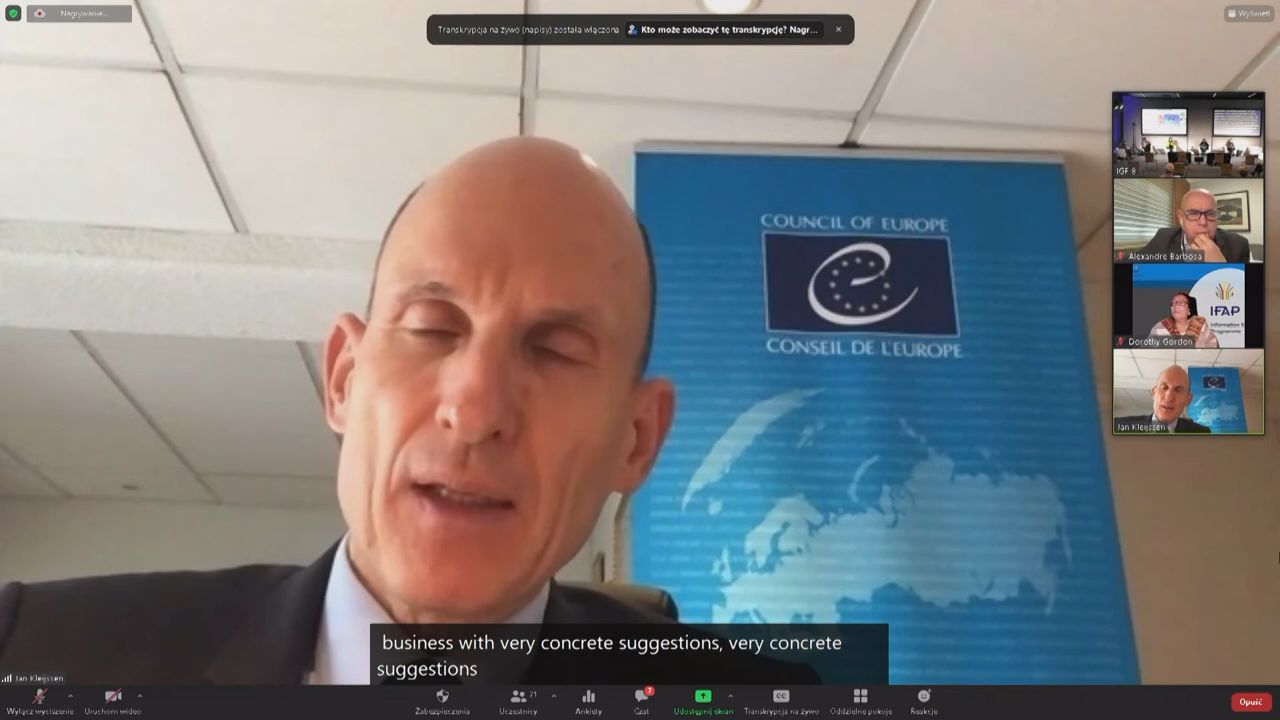 Nagrywanie...
Transkrypcja na żywo (napisy) została włączona
Kto może zobaczyć tę transkrypcję? Nagr...
Wyświetl
COUNCIL OF EUROPE
CONSEIL DE L'EUROPE
IGF 8
Alexandre Barbosa
IFAP
Dorothy Gordon
Jan Kleijssen
business with very concrete suggestions, very concrete
suggestions
Jan Kleijssen
Wyłącz wyciszenie
Uruchom wideo
Zabezpieczenia
21
Uczestnicy
Ankiety
7
Czat
Udostępnij ekran
CC
Transkrypcja na żywo
Oddzielne pokoje
Reakcje
Opuść